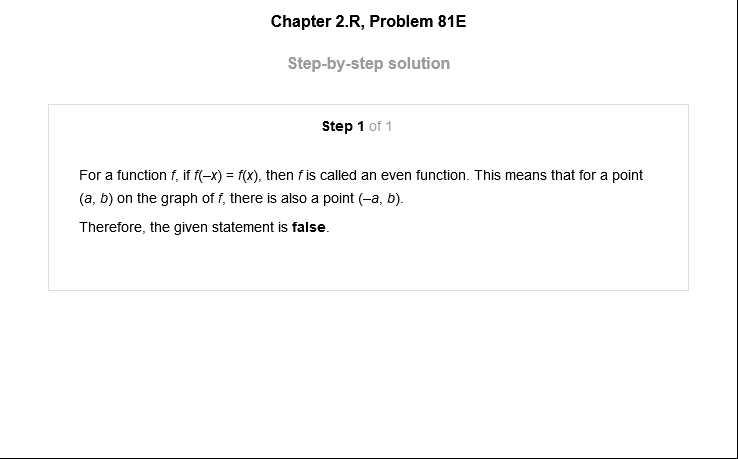 Chapter 2.R, Problem 81E
Step-by-step solution
Step 1 of 1
For a function f, if f(–x) = f(x), then f is called an even function. This means that for a point
(a, b) on the graph of f, there is also a point (–a, b).
Therefore, the given statement is false.